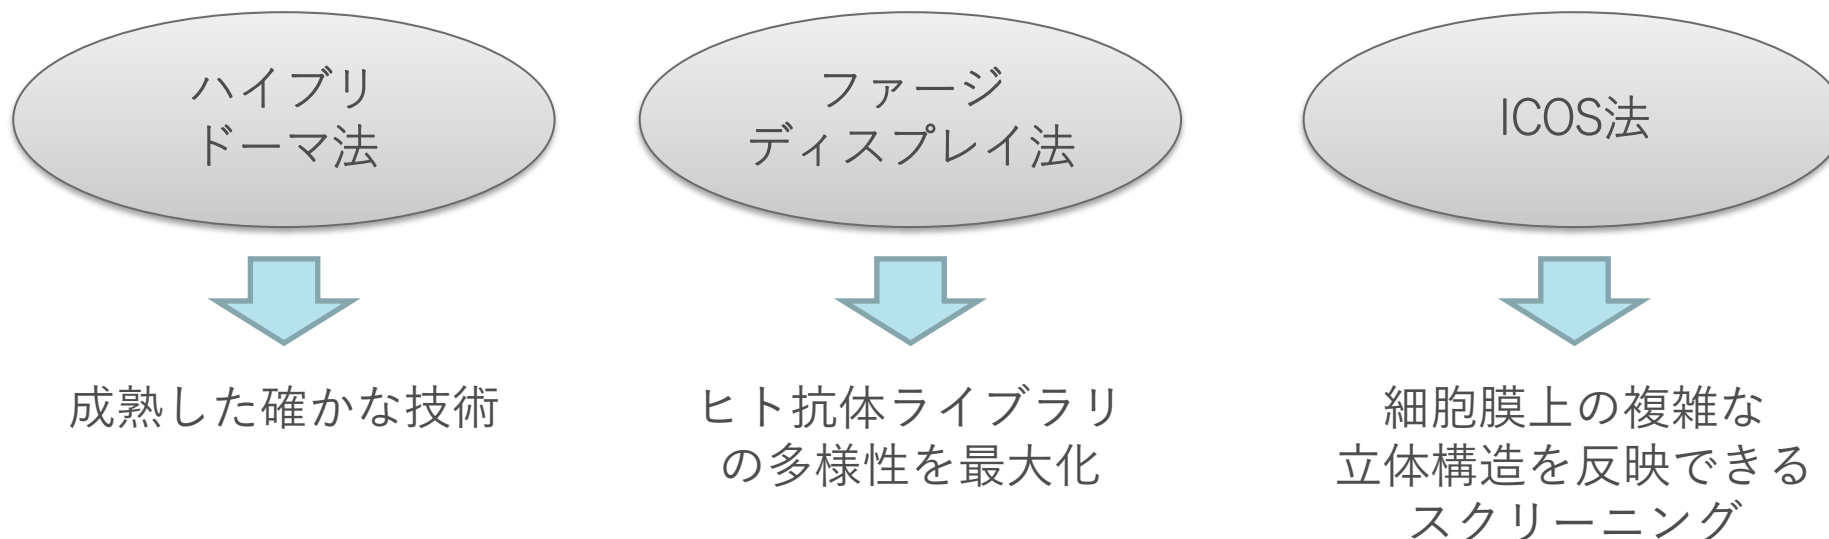 ハイブリ
ドーマ法
ファージ
ディスプレイ法
ICOS法
成熟した確かな技術
ヒト抗体ライブラリ
の多様性を最大化
細胞膜上の複雑な
立体構造を反映できる
スクリーニング